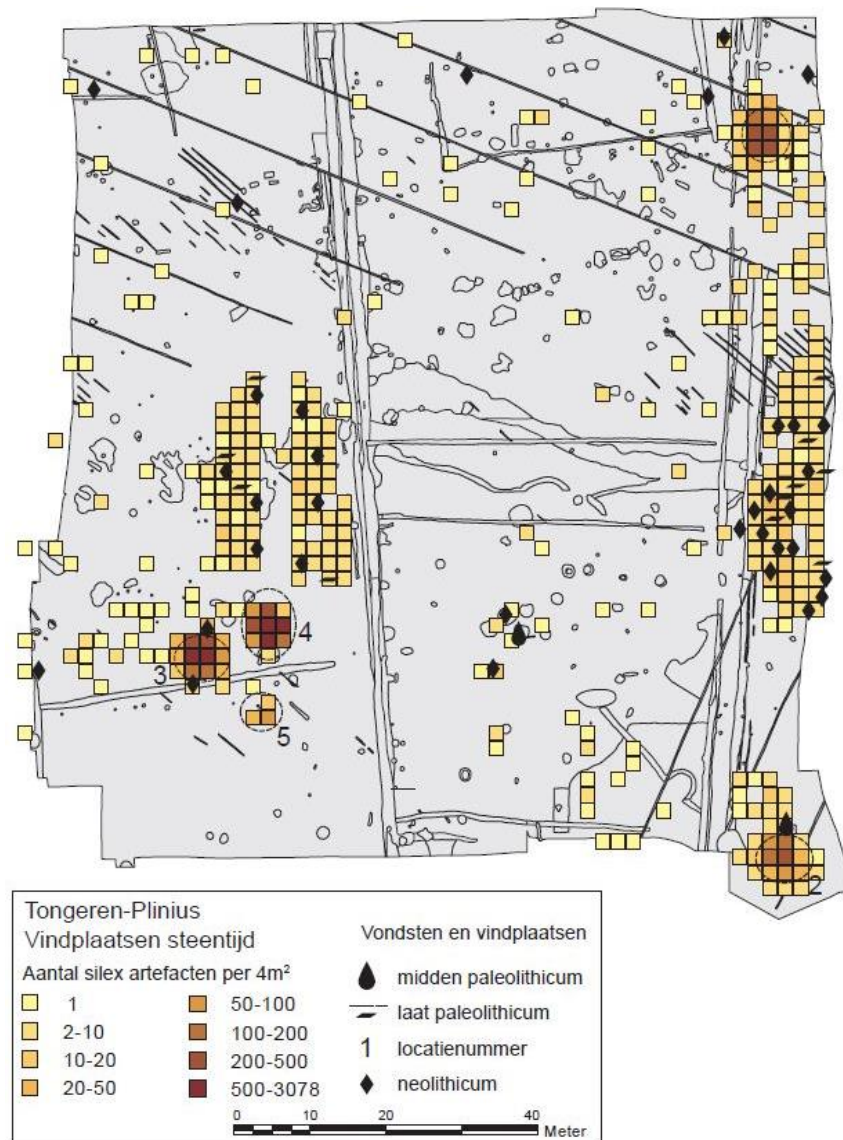 4
3
5
2
Tongeren-Plinius
Vindplaatsen steentijd
Aantal silex artefacten per 4m²
1
2-10
10-20
20-50
50-100
100-200
200-500
500-3078
Vondsten en vindplaatsen
midden paleolithicum
laat paleolithicum
1 locatienummer
neolithicum
0 10 20 40
Meter